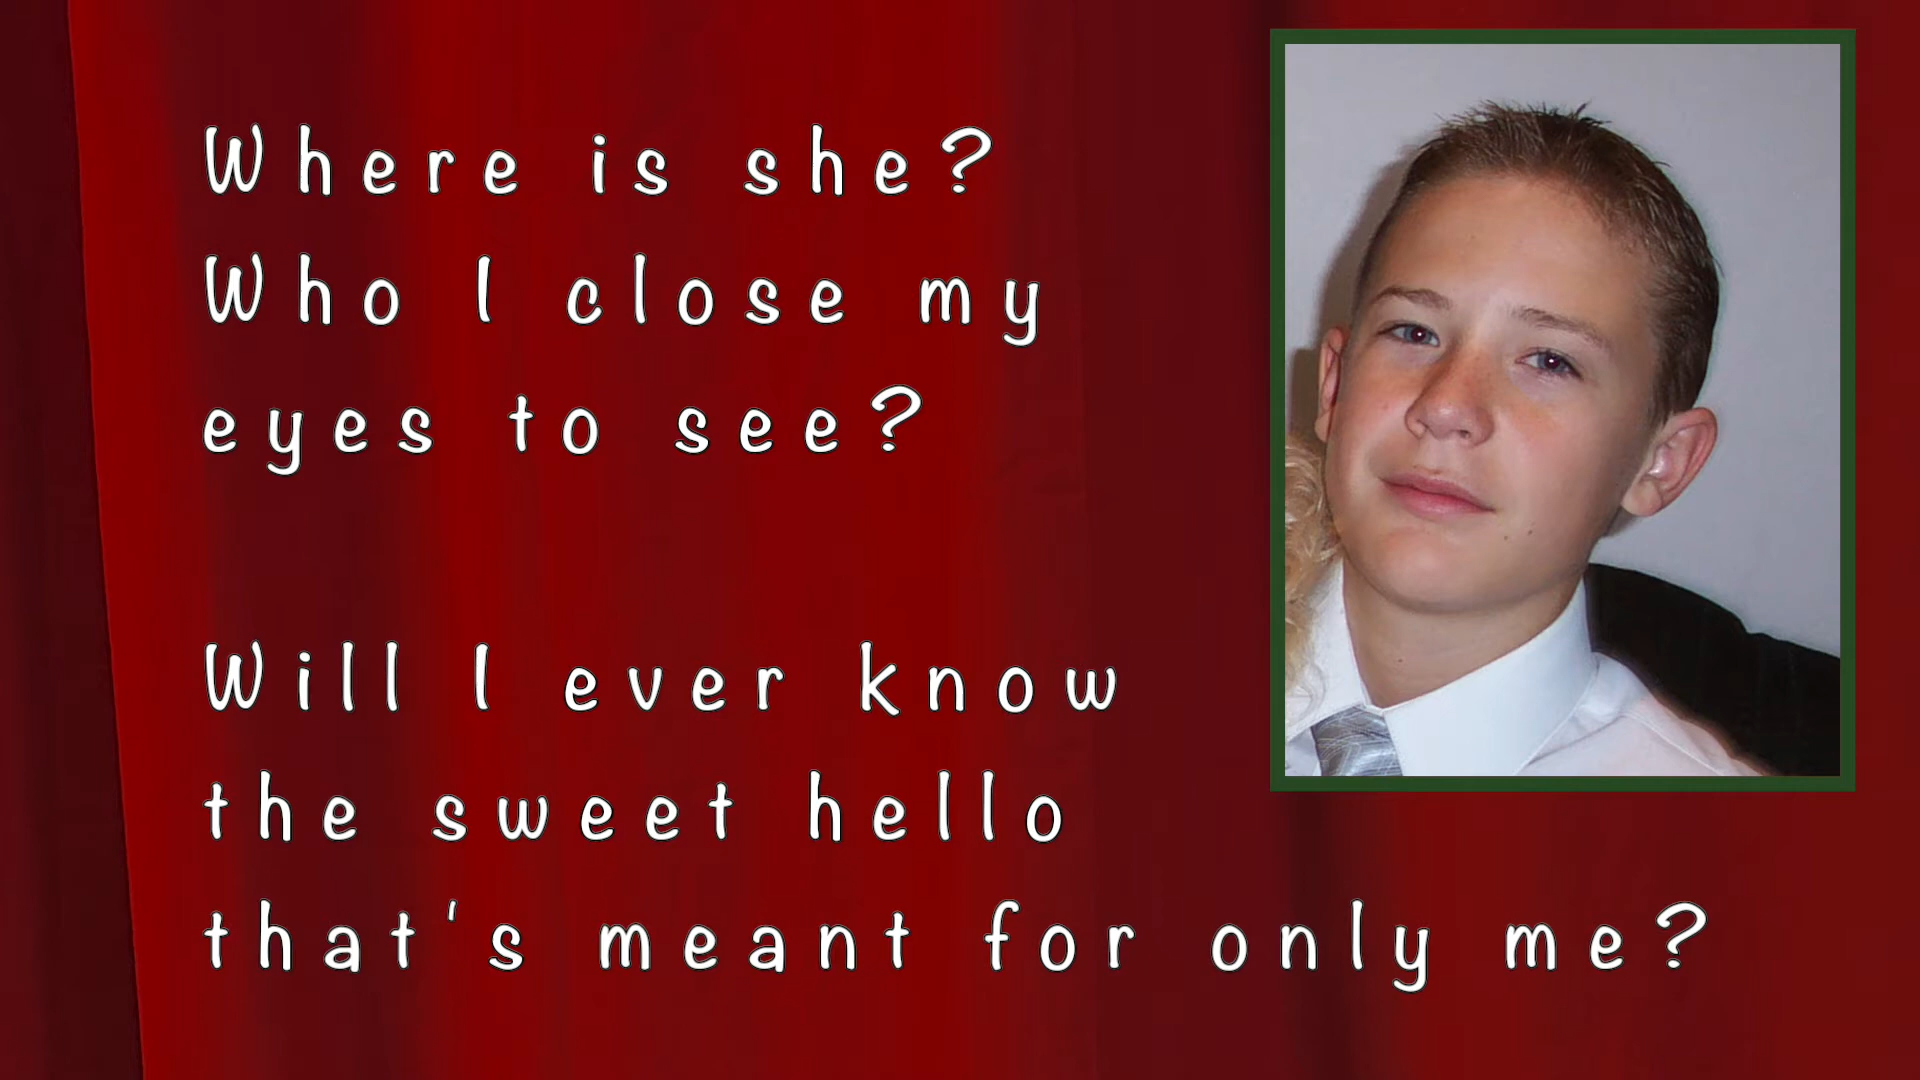 Where is she?
Who I close my
eyes to see?
Will I ever know
the sweet hello
that's meant for only me?